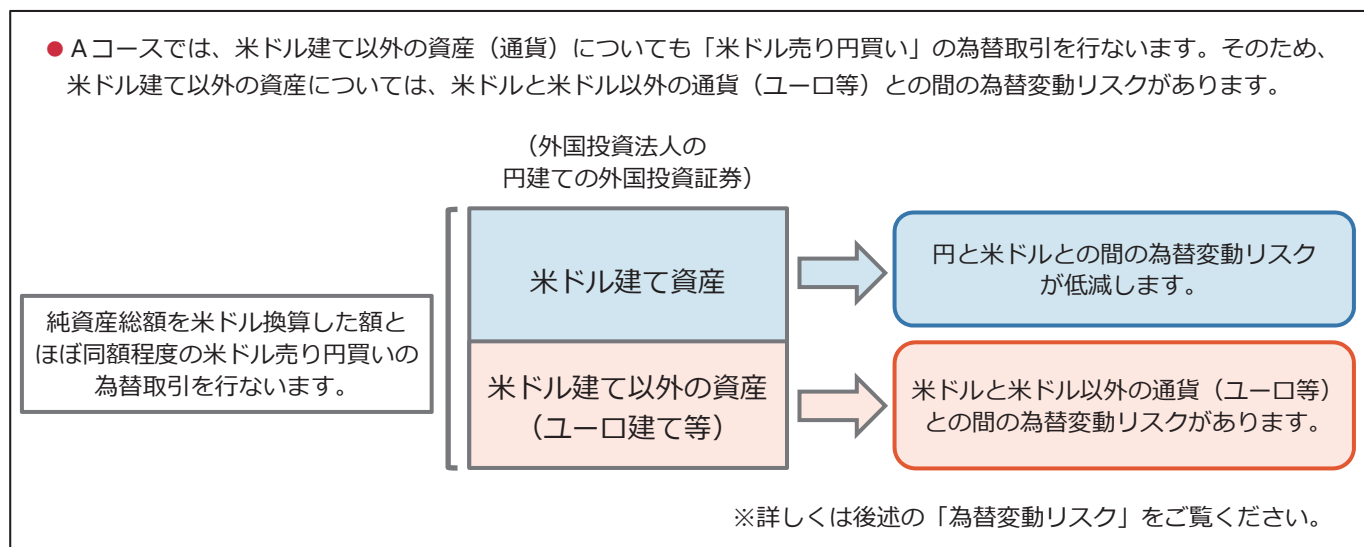 ● Aコースでは、米ドル建て以外の資産（通貨）についても「米ドル売り円買い」の為替取引を行ないます。そのため、
米ドル建て以外の資産については、米ドルと米ドル以外の通貨（ユーロ等）との間の為替変動リスクがあります。
（外国投資法人の
円建ての外国投資証券）
純資産総額を米ドル換算した額と
ほぼ同額程度の米ドル売り円買いの
為替取引を行ないます。
米ドル建て資産
円と米ドルとの間の為替変動リスク
が低減します。
米ドル建て以外の資産
（ユーロ建て等）
米ドルと米ドル以外の通貨（ユーロ等）
との間の為替変動リスクがあります。
※詳しくは後述の「為替変動リスク」をご覧ください。